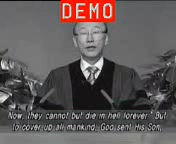 DEMO
Now, they cannot but die in hell forever." But
to cover up all mankind, God sent His Son,